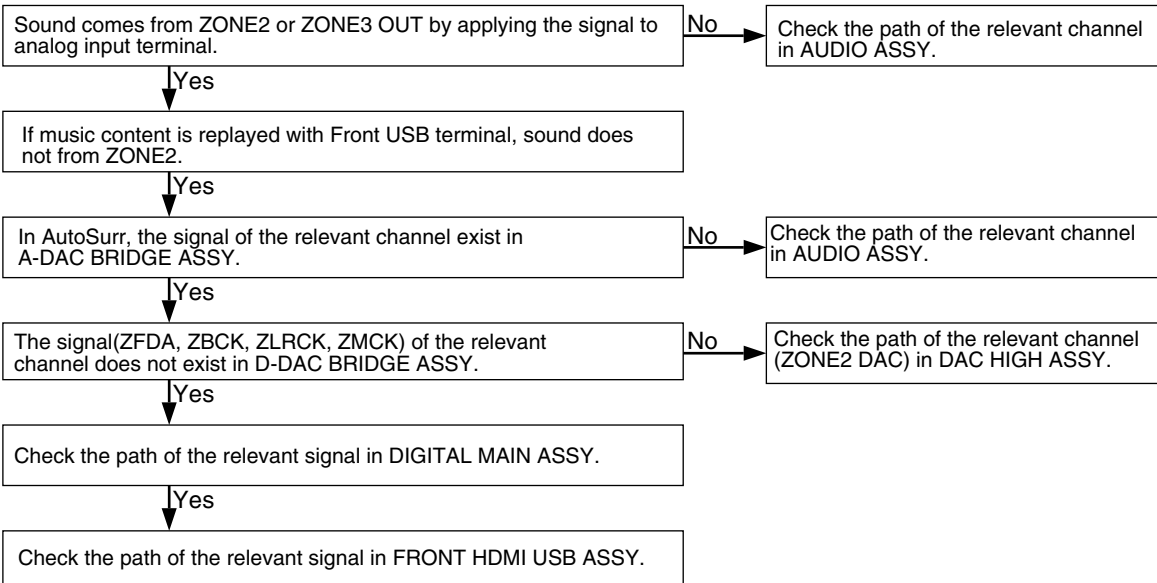 Sound comes from ZONE2 or ZONE3 OUT by applying the signal to
analog input terminal.
No
Check the path of the relevant channel
in AUDIO ASSY.
Yes
If music content is replayed with Front USB terminal, sound does
not from ZONE2.
Yes
In AutoSurr, the signal of the relevant channel exist in
A-DAC BRIDGE ASSY.
No
Check the path of the relevant channel
in AUDIO ASSY.
Yes
The signal(ZFDA, ZBCK, ZLRCK, ZMCK) of the relevant
channel does not exist in D-DAC BRIDGE ASSY.
No
Check the path of the relevant channel
(ZONE2 DAC) in DAC HIGH ASSY.
Yes
Check the path of the relevant signal in DIGITAL MAIN ASSY.
Yes
Check the path of the relevant signal in FRONT HDMI USB ASSY.